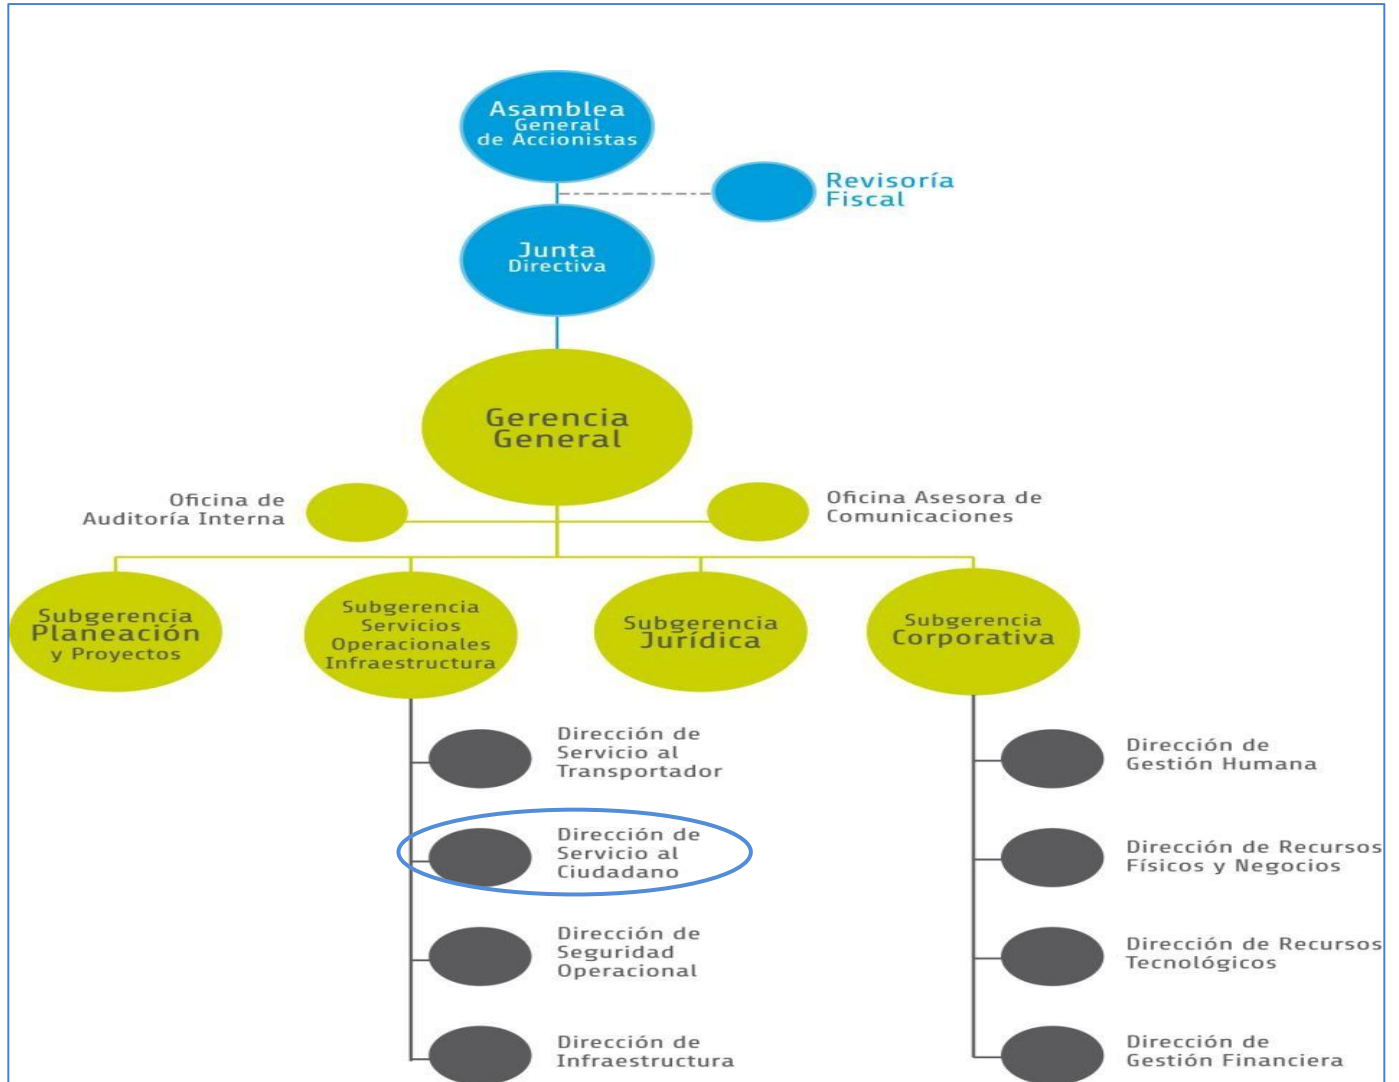 Asamblea
General
de Accionistas
Revisoría
Fiscal
Junta
Directiva
Gerencia
General
Oficina de
Auditoría Interna
Oficina Asesora de
Comunicaciones
Subgerencia
Planeación
y Proyectos
Subgerencia
Servicios
Operacionales
Infraestructura
Subgerencia
Jurídica
Subgerencia
Corporativa
Dirección de
Servicio al
Transportador
Dirección de
Servicio al
Ciudadano
Dirección de
Seguridad
Operacional
Dirección de
Infraestructura
Dirección de
Gestión Humana
Dirección de Recursos
Físicos y Negocios
Dirección de Recursos
Tecnológicos
Dirección de
Gestión Financiera